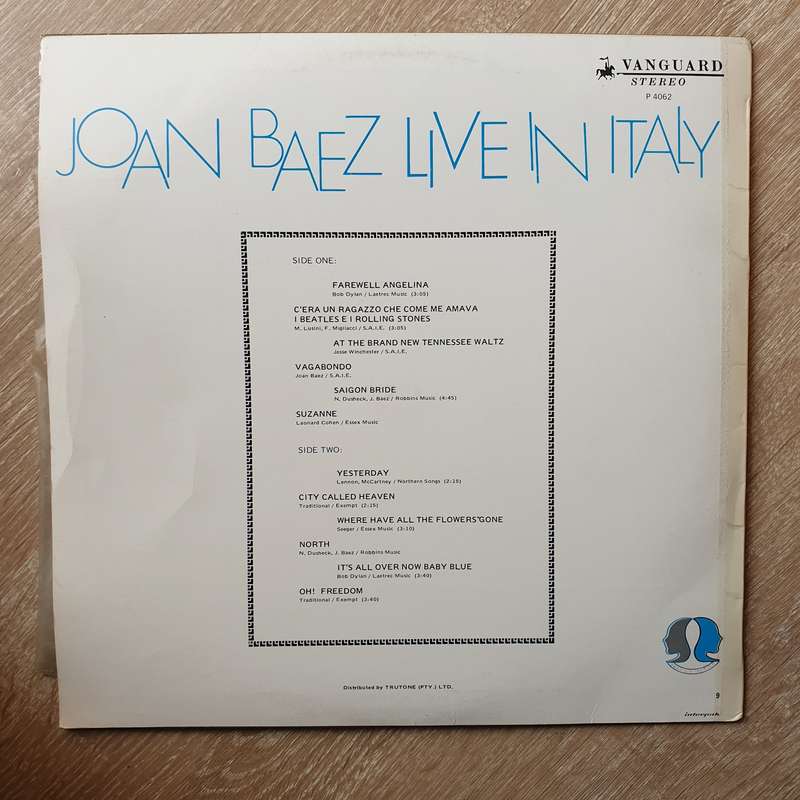 VANGUARD
STEREO
P 4062
JOAN BAEZ LIVE IN ITALY
SIDE ONE:
FAREWELL ANGELINA
Bob Dylan / Laetrec Music (3:05)
C'ERA UN RAGAZZO CHE COME ME AMAVA
I BEATLES E I ROLLING STONES
M. Lusini, F. Migliacci / S.A.I.E. (3:05)
AT THE BRAND NEW TENNESSEE WALTZ
Jesse Winchester / S.A.I.E.
VAGABONDO
Joan Baez / S.A.I.E.
SAIGON BRIDE
N. Dusheck, J. Baez / Robbins Music (4:45)
SUZANNE
Leonard Cohen / Essex Music
SIDE TWO:
YESTERDAY
Lennon, McCartney / Northern Songs (2:15)
CITY CALLED HEAVEN
Traditional / Exempt (2:15)
WHERE HAVE ALL THE FLOWERS"GONE
Seeger / Essex Music (3:10)
NORTH
N. Dusheck, J. Baez / Robbins Music
IT'S ALL OVER NOW BABY BLUE
Bob Dylan / Laetrec Music (3:40)
OH! FREEDOM
Traditional / Exempt (3:40)
Distributed by TRUTONE (PTY.) LTD.
9
interpak